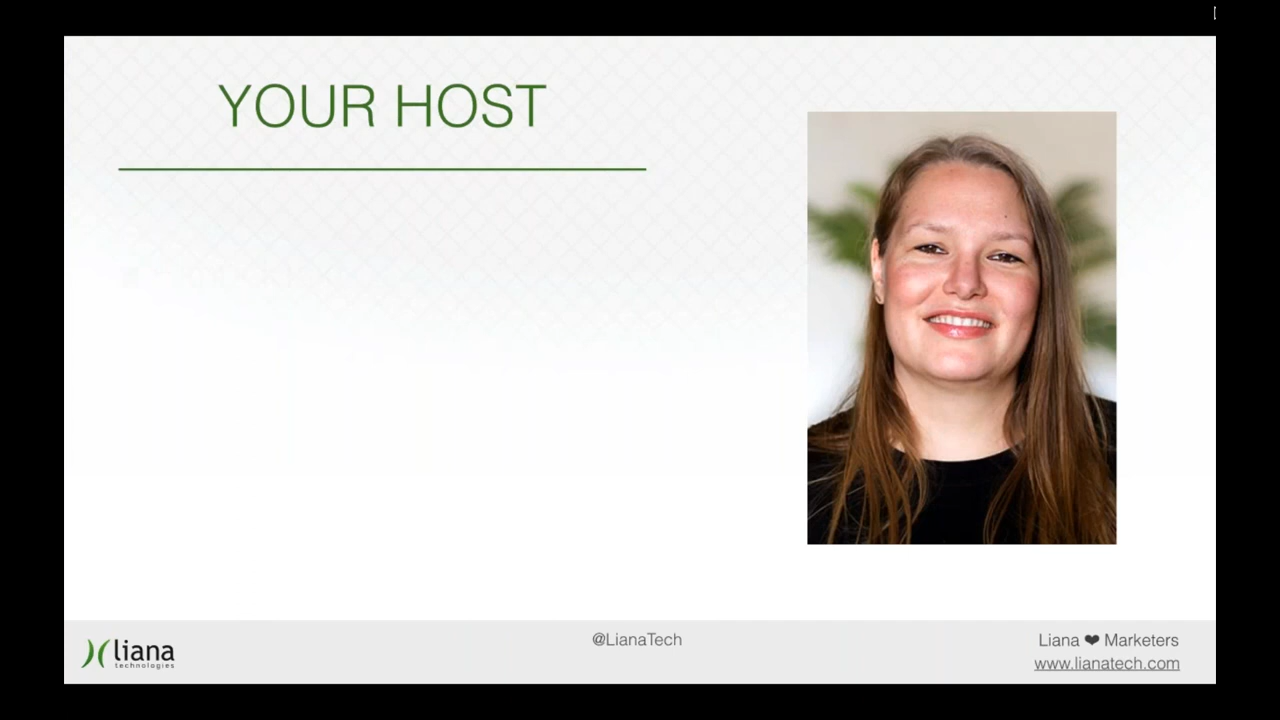 YOUR HOST
liana
technologies
@LianaTech
Liana ❤ Marketers
www.lianatech.com